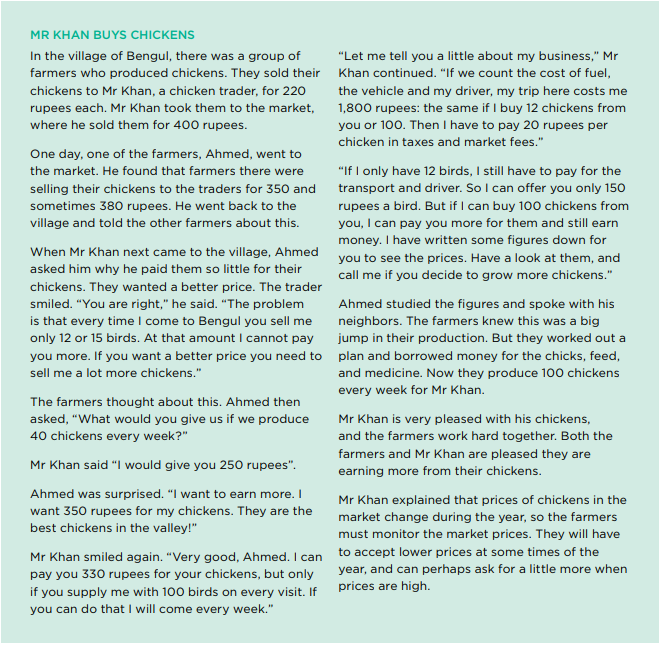 MR KHAN BUYS CHICKENS
In the village of Bengul, there was a group of
farmers who produced chickens. They sold their
chickens to Mr Khan, a chicken trader, for 220
rupees each. Mr Khan took them to the market,
where he sold them for 400 rupees.
One day, one of the farmers, Ahmed, went to
the market. He found that farmers there were
selling their chickens to the traders for 350 and
sometimes 380 rupees. He went back to the
village and told the other farmers about this.
When Mr Khan next came to the village, Ahmed
asked him why he paid them so little for their
chickens. They wanted a better price. The trader
smiled. “You are right,” he said. “The problem
is that every time I come to Bengul you sell me
only 12 or 15 birds. At that amount I cannot pay
you more. If you want a better price you need to
sell me a lot more chickens.”
The farmers thought about this. Ahmed then
asked, “What would you give us if we produce
40 chickens every week?”
Mr Khan said “I would give you 250 rupees”.
Ahmed was surprised. “I want to earn more. I
want 350 rupees for my chickens. They are the
best chickens in the valley!”
Mr Khan smiled again. “Very good, Ahmed. I can
pay you 330 rupees for your chickens, but only
if you supply me with 100 birds on every visit. If
you can do that I will come every week.”
“Let me tell you a little about my business,” Mr
Khan continued. “If we count the cost of fuel,
the vehicle and my driver, my trip here costs me
1,800 rupees: the same if I buy 12 chickens from
you or 100. Then I have to pay 20 rupees per
chicken in taxes and market fees.”
“If I only have 12 birds, I still have to pay for the
transport and driver. So I can offer you only 150
rupees a bird. But if I can buy 100 chickens from
you, I can pay you more for them and still earn
money. I have written some figures down for
you to see the prices. Have a look at them, and
call me if you decide to grow more chickens.”
Ahmed studied the figures and spoke with his
neighbors. The farmers knew this was a big
jump in their production. But they worked out a
plan and borrowed money for the chicks, feed,
and medicine. Now they produce 100 chickens
every week for Mr Khan.
Mr Khan is very pleased with his chickens,
and the farmers work hard together. Both the
farmers and Mr Khan are pleased they are
earning more from their chickens.
Mr Khan explained that prices of chickens in the
market change during the year, so the farmers
must monitor the market prices. They will have
to accept lower prices at some times of the
year, and can perhaps ask for a little more when
prices are high.